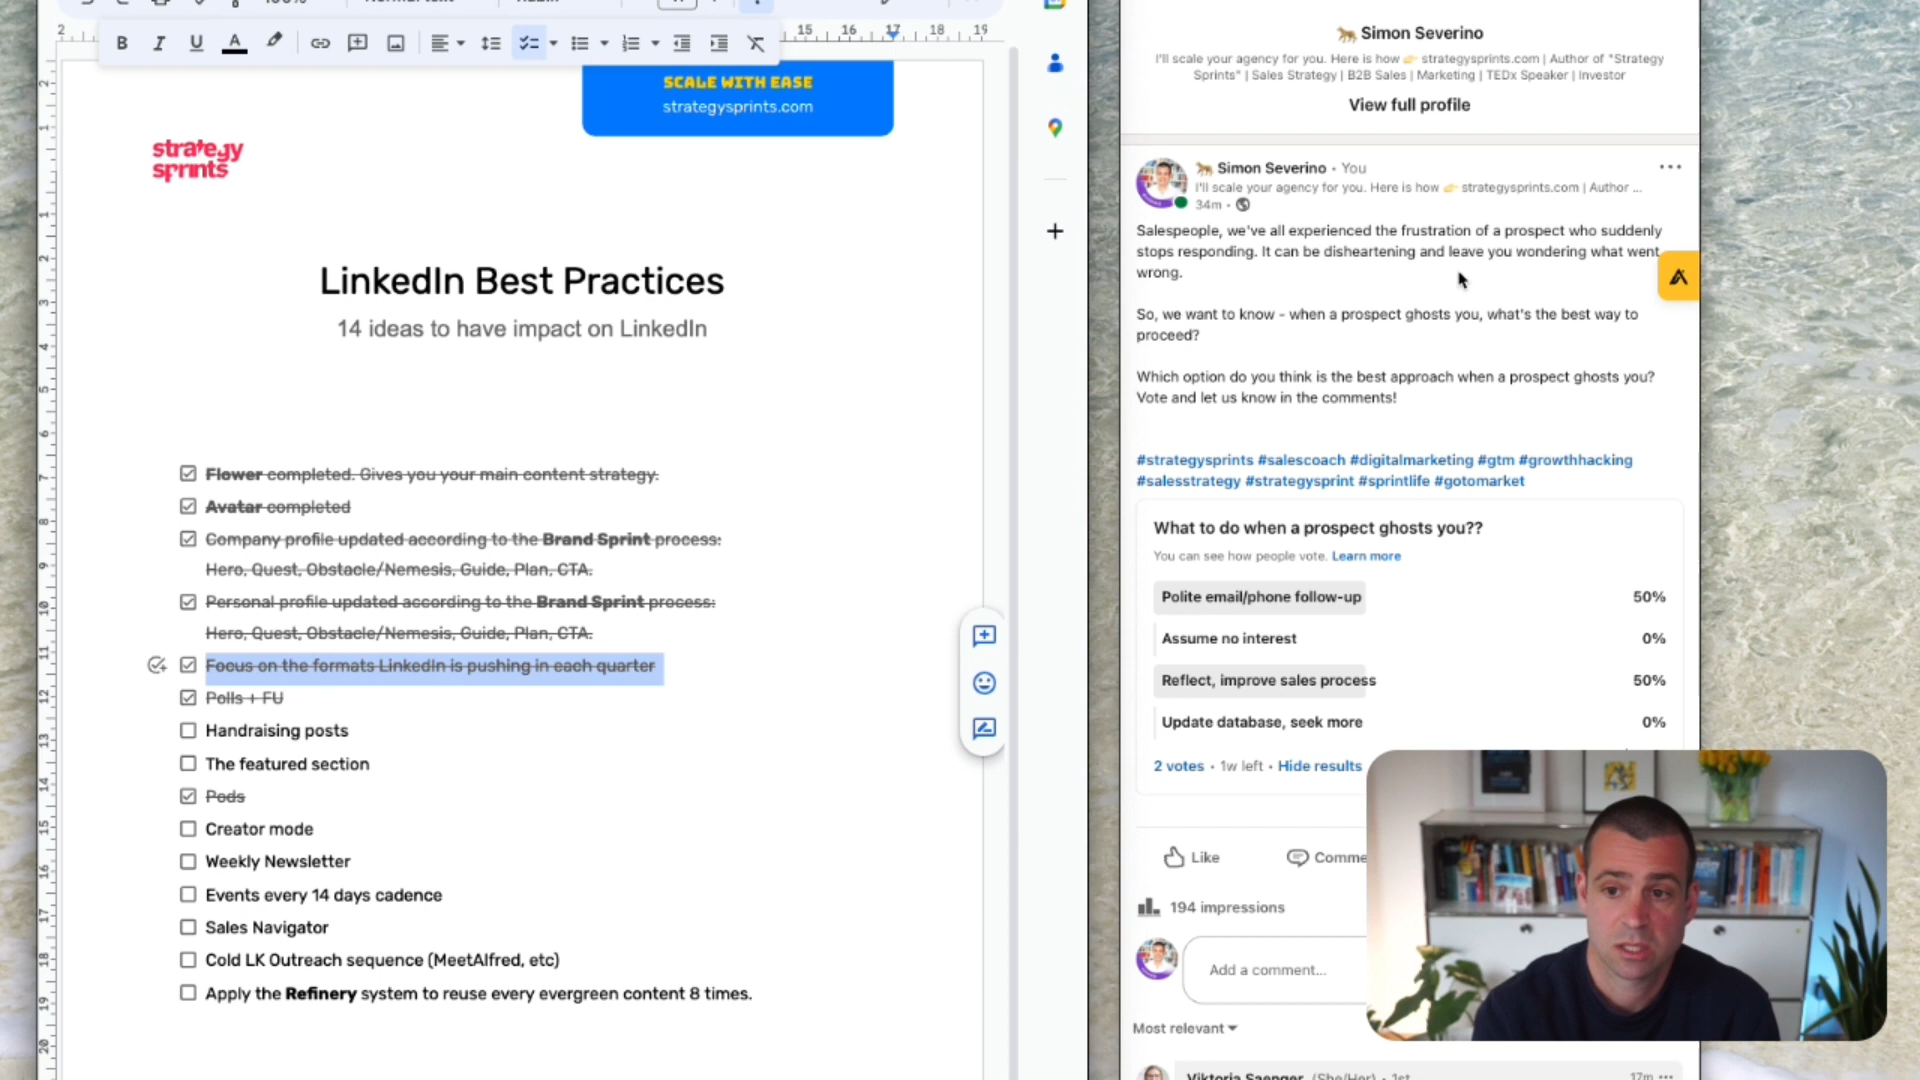 2
15
16
17
18
19
SCALE WITH EASE
strategysprints.com
strategy
sprints
LinkedIn Best Practices
14 ideas to have impact on LinkedIn
Flower completed. Gives you your main content strategy.
Avatar completed
Company profile updated according to the Brand Sprint process:
Hero, Quest, Obstacle/Nemesis, Guide, Plan, CTA.
Personal profile updated according to the Brand Sprint process:
Hero, Quest, Obstacle/Nemesis, Guide, Plan, CTA.
Focus on the formats LinkedIn is pushing in each quarter
Polls + FU
Handraising posts
The featured section
Pods
Creator mode
Weekly Newsletter
Events every 14 days cadence
Sales Navigator
Cold LK Outreach sequence (MeetAlfred, etc)
Apply the Refinery system to reuse every evergreen content 8 times.
🐆 Simon Severino
I'll scale your agency for you. Here is how 👉 strategysprints.com | Author of "Strategy
Sprints" | Sales Strategy | B2B Sales | Marketing | TEDx Speaker | Investor
View full profile
🐆 Simon Severino • You
I'll scale your agency for you. Here is how 👉 strategysprints.com | Author ...
34m •
Salespeople, we've all experienced the frustration of a prospect who suddenly
stops responding. It can be disheartening and leave you wondering what went
wrong.
So, we want to know - when a prospect ghosts you, what's the best way to
proceed?
Which option do you think is the best approach when a prospect ghosts you?
Vote and let us know in the comments!
#strategysprints #salescoach #digitalmarketing #gtm #growthhacking
#salesstrategy #strategysprint #sprintlife #gotomarket
What to do when a prospect ghosts you??
You can see how people vote. Learn more
Polite email/phone follow-up 50%
Assume no interest 0%
Reflect, improve sales process 50%
Update database, seek more 0%
2 votes • 1w left • Hide results
Like
Comme
194 impressions
Add a comment...
Most relevant
Viktoria Saenger (She/Her) • 1st
17m